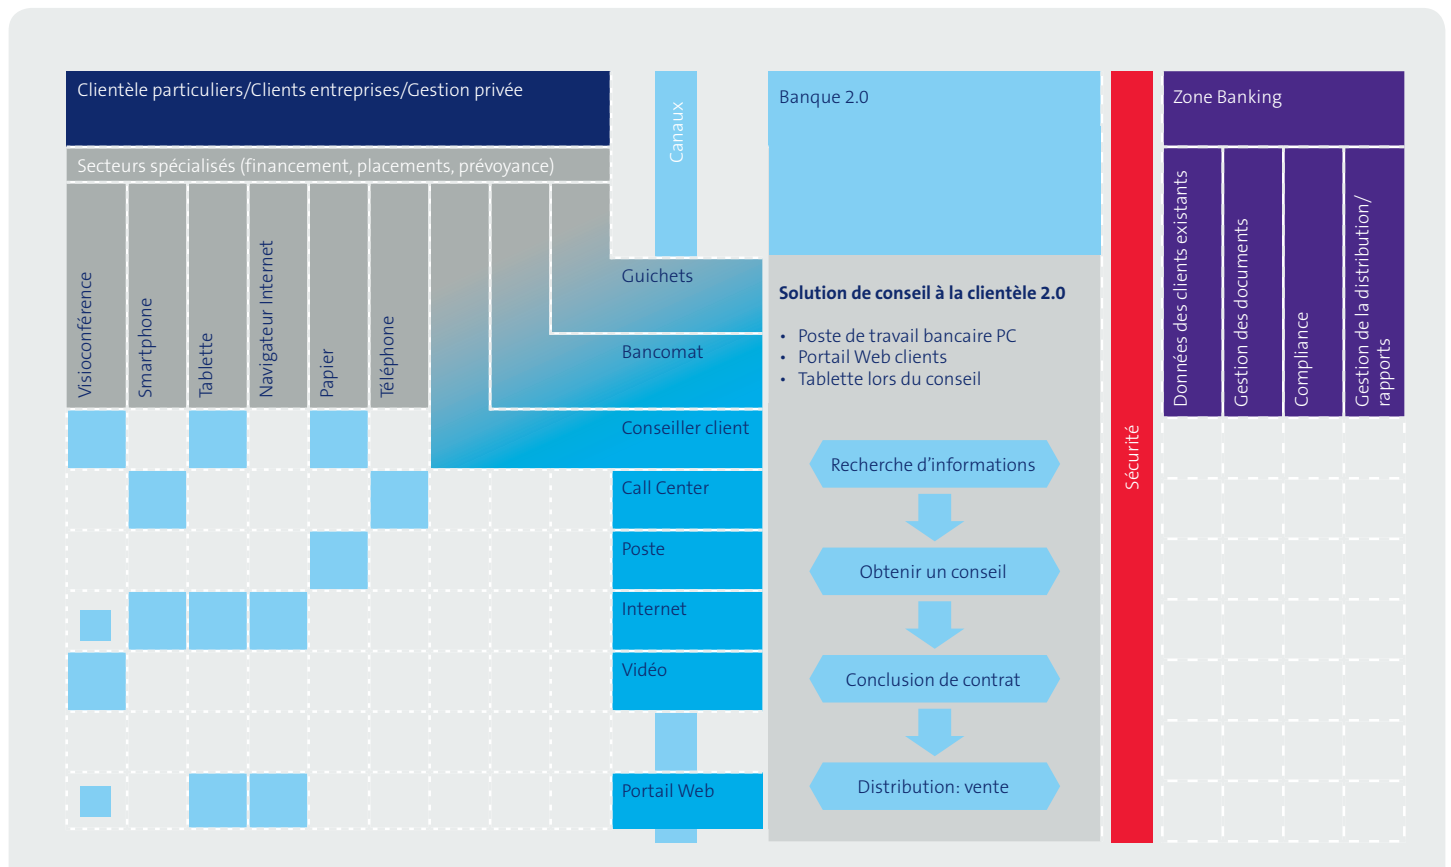 Clientèle particuliers/Clients entreprises/Gestion privée
Secteurs spécialisés (financement, placements, prévoyance)
Visioconférence
Smartphone
Tablette
Navigateur Internet
Papier
Téléphone
Canaux
Guichets
Bancomat
Conseiller client
Call Center
Poste
Internet
Vidéo
Portail Web
Banque 2.0
Solution de conseil à la clientèle 2.0
• Poste de travail bancaire PC
• Portail Web clients
• Tablette lors du conseil
Recherche d’informations
Obtenir un conseil
Conclusion de contrat
Distribution: vente
Sécurité
Zone Banking
Données des clients existants
Gestion des documents
Compliance
Gestion de la distribution/
rapports